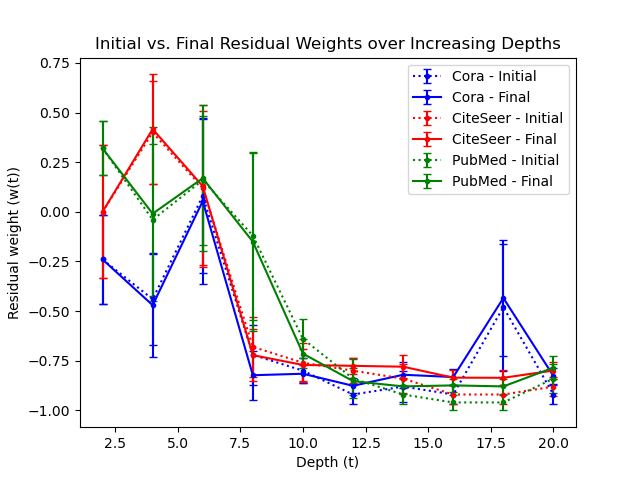 Initial vs. Final Residual Weights over Increasing Depths
Cora - Initial
Cora - Final
CiteSeer - Initial
CiteSeer - Final
PubMed - Initial
PubMed - Final
Residual weight (w(t))
0.75
0.50
0.25
0.00
−0.25
−0.50
−0.75
−1.00
2.5 5.0 7.5 10.0 12.5 15.0 17.5 20.0
Depth (t)